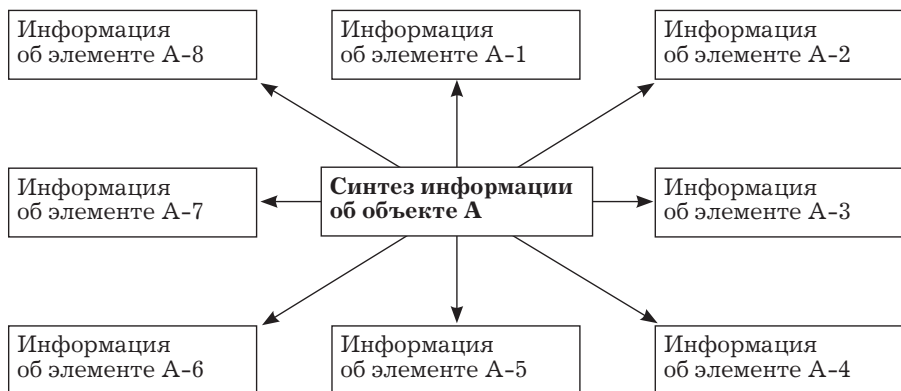 Информация
об элементе А-8
Информация
об элементе А-1
Информация
об элементе А-2
Информация
об элементе А-7
Синтез информации
об объекте А
Информация
об элементе А-3
Информация
об элементе А-6
Информация
об элементе А-5
Информация
об элементе А-4